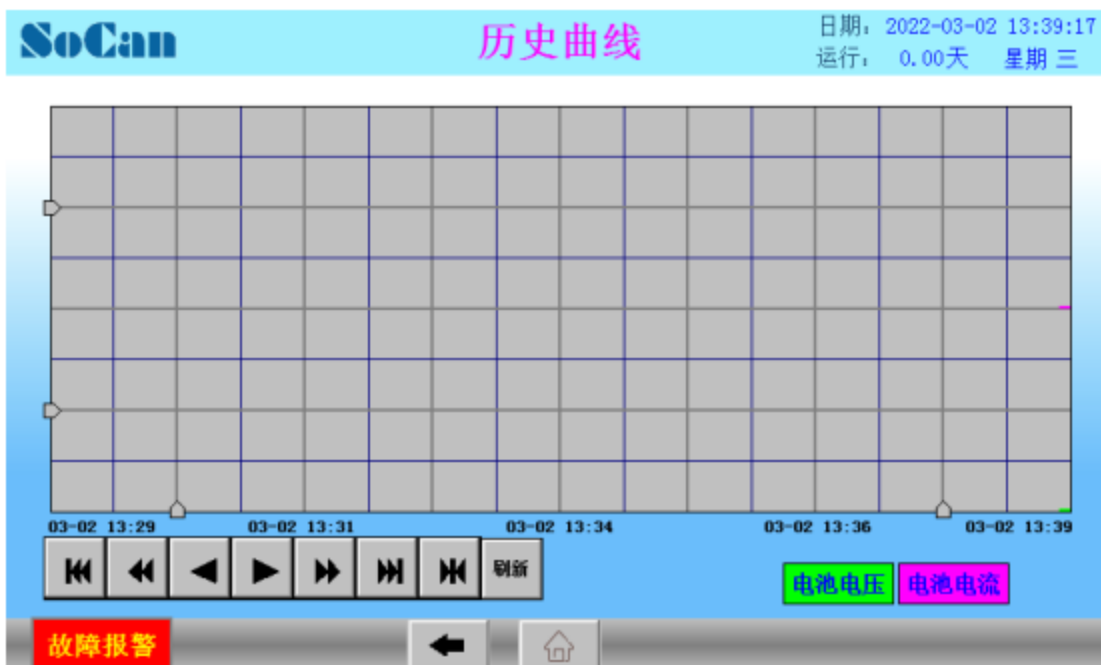 SoCan
历史曲线
日期: 2022-03-02 13:39:17
运行: 0.00天 星期 三
03-02 13:29 03-02 13:31 03-02 13:34 03-02 13:36 03-02 13:39
刷新
电池电压 电池电流
故障报警